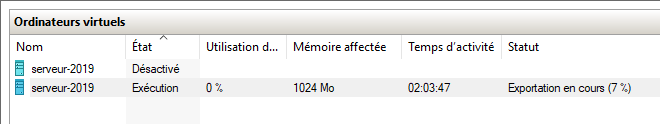 Ordinateurs virtuels
Nom État Utilisation d... Mémoire affectée Temps d'activité Statut
serveur-2019 Désactivé
serveur-2019 Exécution 0 % 1024 Mo 02:03:47 Exportation en cours (7 %)